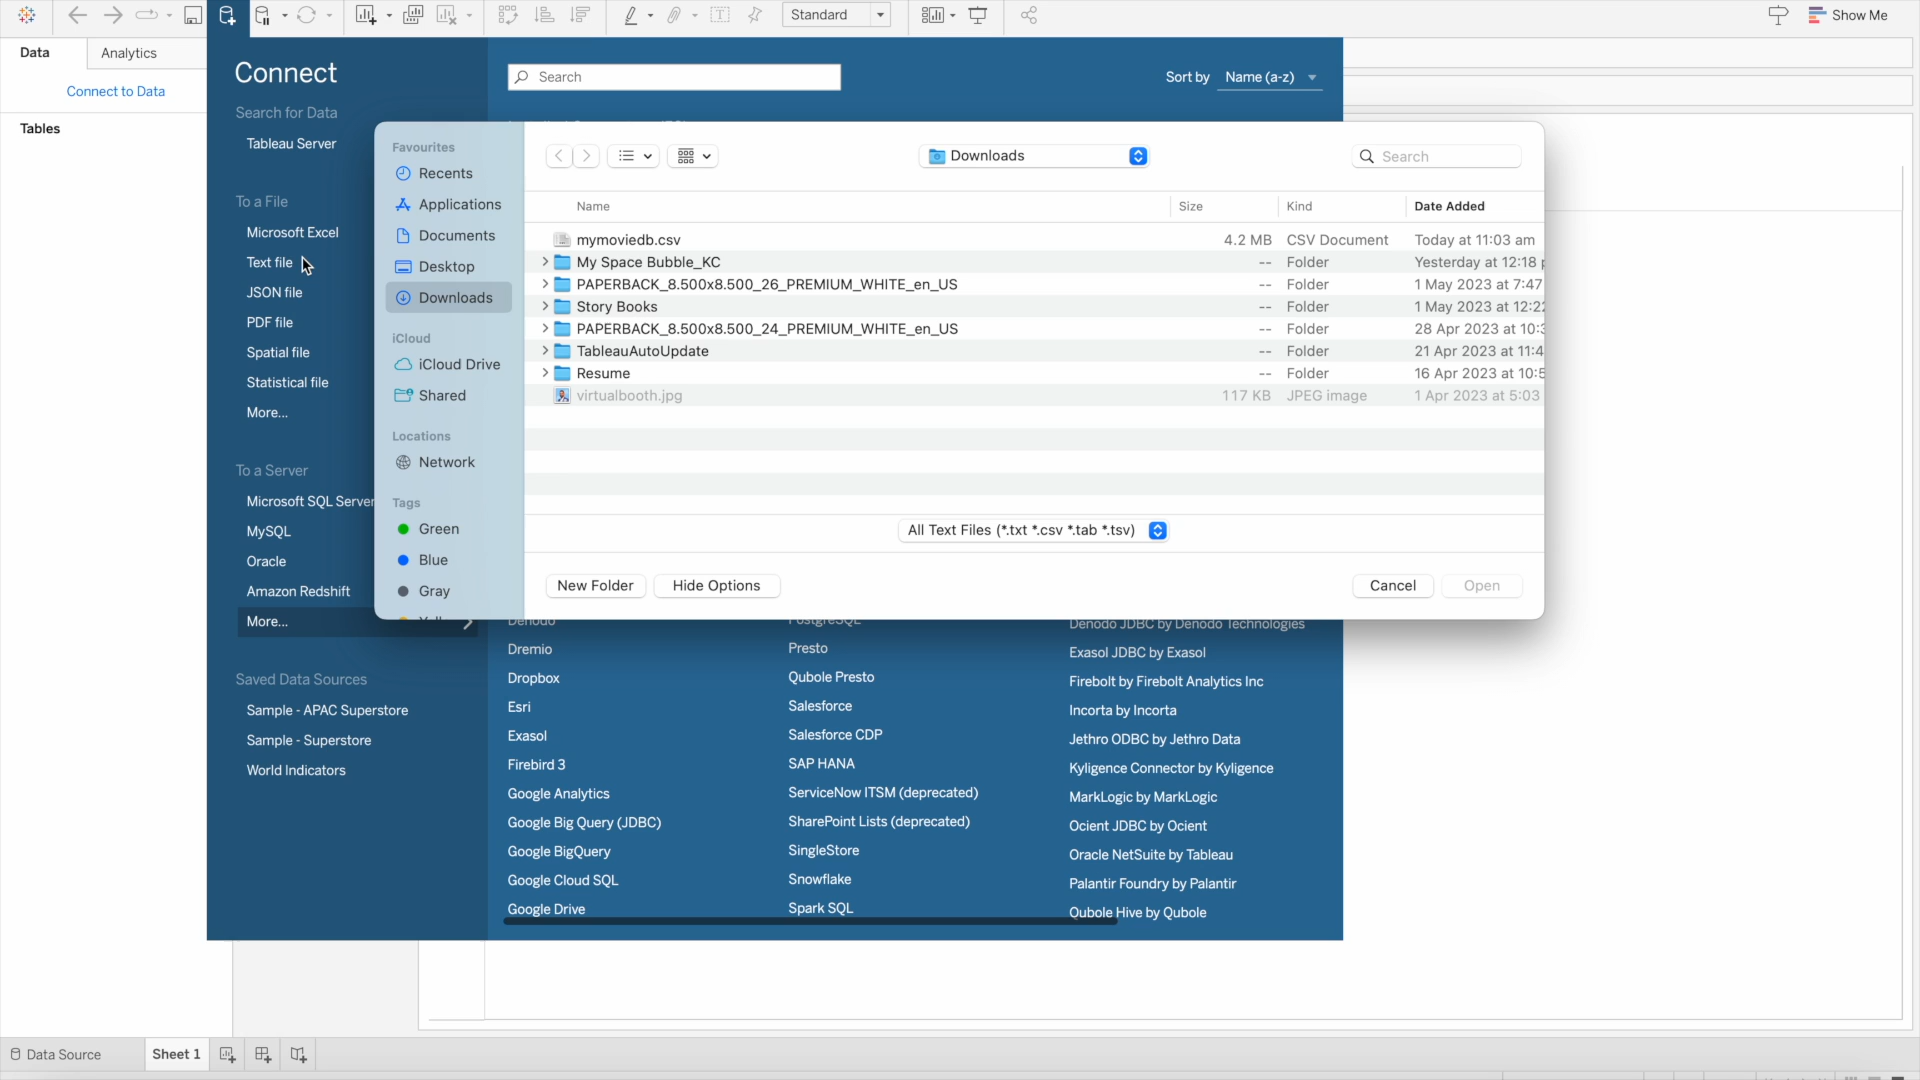 Standard
Show Me
Data
Analytics
Connect to Data
Tables
Connect
Search for Data
Tableau Server
To a File
Microsoft Excel
Text file
JSON file
PDF file
Spatial file
Statistical file
More...
To a Server
Microsoft SQL Server
MySQL
Oracle
Amazon Redshift
More...
Saved Data Sources
Sample - APAC Superstore
Sample - Superstore
World Indicators
Search
Sort by Name (a-z)
Favourites
Recents
Applications
Documents
Desktop
Downloads
iCloud
iCloud Drive
Shared
Locations
Network
Tags
Green
Blue
Gray
Downloads
Search
Name Size Kind Date Added
mymoviedb.csv 4.2 MB CSV Document Today at 11:03 am
My Space Bubble_KC -- Folder Yesterday at 12:18
PAPERBACK_8.500x8.500_26_PREMIUM_WHITE_en_US -- Folder 1 May 2023 at 7:47
Story Books -- Folder 1 May 2023 at 12:22
PAPERBACK_8.500x8.500_24_PREMIUM_WHITE_en_US -- Folder 28 Apr 2023 at 10:3
TableauAutoUpdate -- Folder 21 Apr 2023 at 11:4
Resume -- Folder 16 Apr 2023 at 10:5
virtualbooth.jpg 117 KB JPEG image 1 Apr 2023 at 5:03
All Text Files (*.txt *.csv *.tab *.tsv)
New Folder
Hide Options
Cancel
Open
Denodo
Dremio
Dropbox
Esri
Exasol
Firebird 3
Google Analytics
Google Big Query (JDBC)
Google BigQuery
Google Cloud SQL
Google Drive
PostgreSQL
Presto
Qubole Presto
Salesforce
Salesforce CDP
SAP HANA
ServiceNow ITSM (deprecated)
SharePoint Lists (deprecated)
SingleStore
Snowflake
Spark SQL
Denodo JDBC by Denodo Technologies
Exasol JDBC by Exasol
Firebolt by Firebolt Analytics Inc
Incorta by Incorta
Jethro ODBC by Jethro Data
Kyligence Connector by Kyligence
MarkLogic by MarkLogic
Ocient JDBC by Ocient
Oracle NetSuite by Tableau
Palantir Foundry by Palantir
Qubole Hive by Qubole
Data Source
Sheet 1